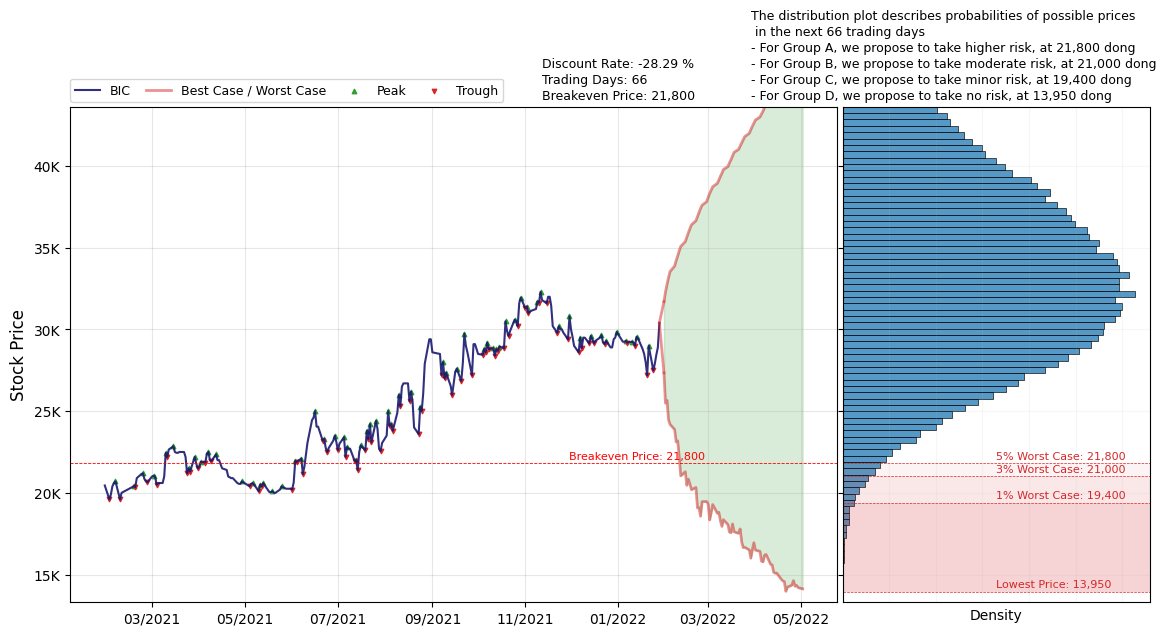 The distribution plot describes probabilities of possible prices
in the next 66 trading days
- For Group A, we propose to take higher risk, at 21,800 dong
- For Group B, we propose to take moderate risk, at 21,000 dong
- For Group C, we propose to take minor risk, at 19,400 dong
- For Group D, we propose to take no risk, at 13,950 dong
Discount Rate: -28.29 %
Trading Days: 66
Breakeven Price: 21,800
BIC
Best Case / Worst Case
Peak
Trough
Stock Price
40K
35K
30K
25K
20K
15K
Breakeven Price: 21,800
5% Worst Case: 21,800
3% Worst Case: 21,000
1% Worst Case: 19,400
Lowest Price: 13,950
03/2021
05/2021
07/2021
09/2021
11/2021
01/2022
03/2022
05/2022
Density